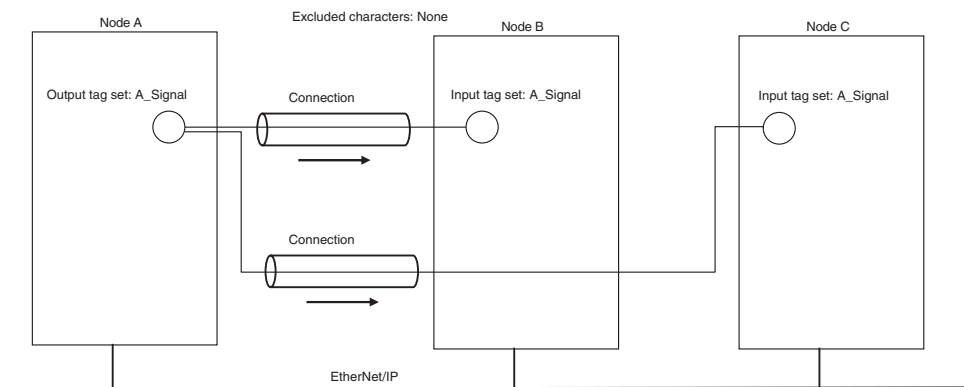 Excluded characters: None
Node A
Node B
Node C
Output tag set: A_Signal
Connection
Input tag set: A_Signal
Input tag set: A_Signal
Connection
EtherNet/IP